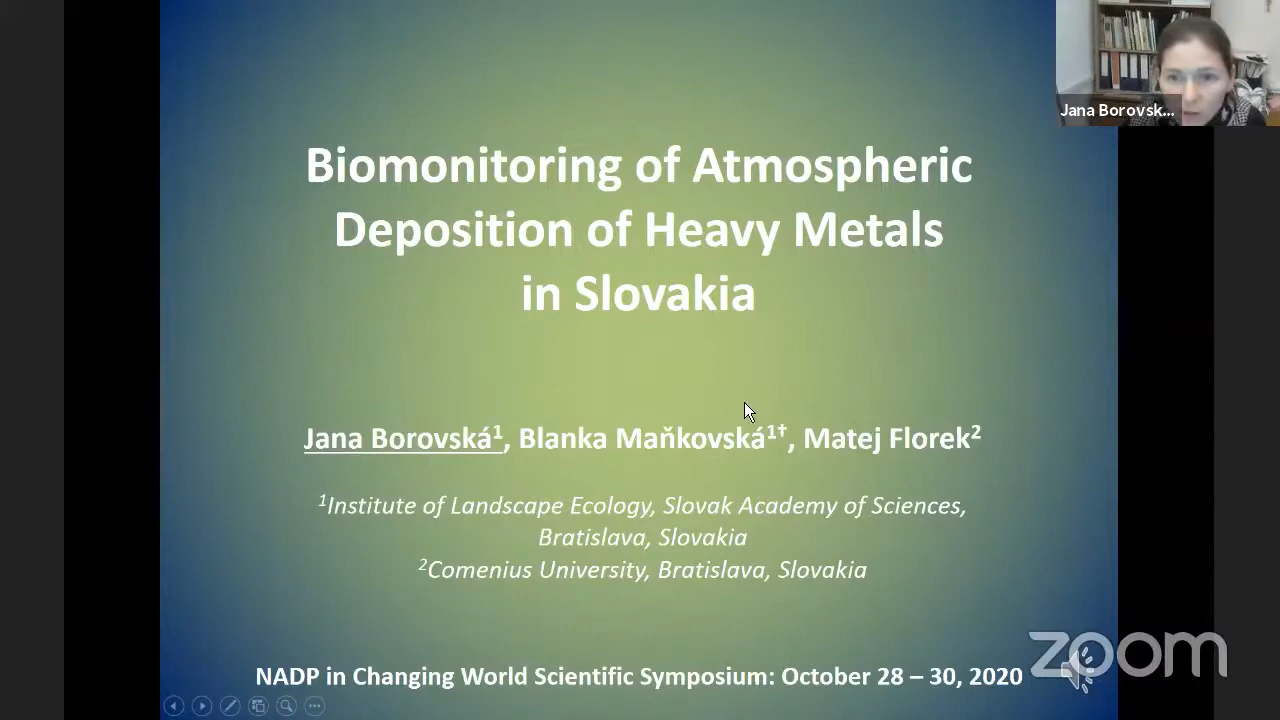 Jana Borovsk...
Biomonitoring of Atmospheric
Deposition of Heavy Metals
in Slovakia
Jana Borovská¹, Blanka Maňkovská¹†, Matej Florek²
¹Institute of Landscape Ecology, Slovak Academy of Sciences,
Bratislava, Slovakia
²Comenius University, Bratislava, Slovakia
NADP in Changing World Scientific Symposium: October 28 – 30, 2020
zoom